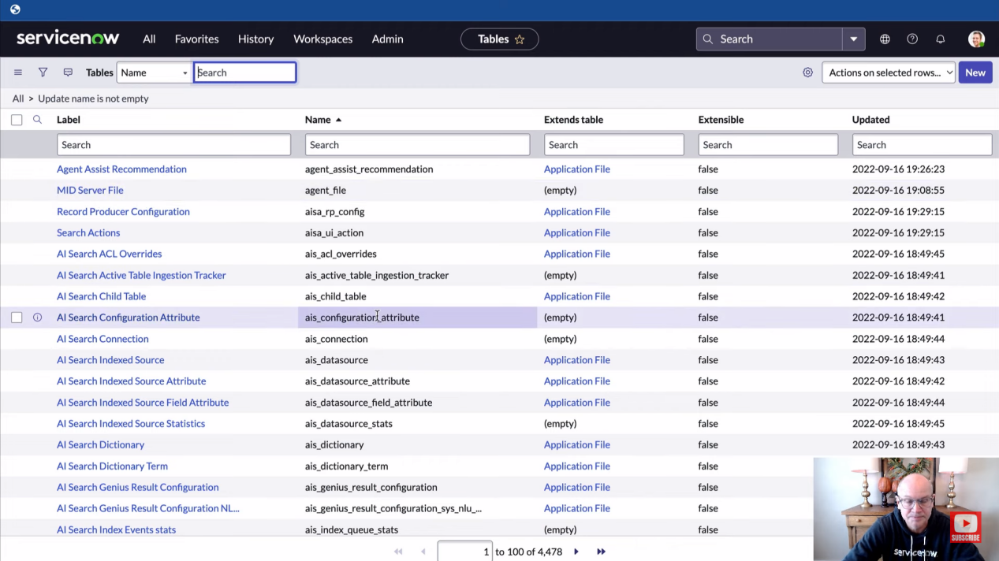 servicenow All Favorites History Workspaces Admin Tables Search
Tables Name Search Actions on selected rows... New
All > Update name is not empty
Label Name Extends table Extensible Updated
Search Search Search Search Search
Agent Assist Recommendation agent_assist_recommendation Application File false 2022-09-16 19:26:23
MID Server File agent_file (empty) false 2022-09-16 19:08:55
Record Producer Configuration aisa_rp_config Application File false 2022-09-16 19:29:15
Search Actions aisa_ui_action Application File false 2022-09-16 19:29:15
AI Search ACL Overrides ais_acl_overrides Application File false 2022-09-16 18:49:45
AI Search Active Table Ingestion Tracker ais_active_table_ingestion_tracker (empty) false 2022-09-16 18:49:41
AI Search Child Table ais_child_table Application File false 2022-09-16 18:49:42
AI Search Configuration Attribute ais_configuration_attribute (empty) false 2022-09-16 18:49:41
AI Search Connection ais_connection (empty) false 2022-09-16 18:49:44
AI Search Indexed Source ais_datasource Application File false 2022-09-16 18:49:43
AI Search Indexed Source Attribute ais_datasource_attribute Application File false 2022-09-16 18:49:42
AI Search Indexed Source Field Attribute ais_datasource_field_attribute Application File false 2022-09-16 18:49:44
AI Search Indexed Source Statistics ais_datasource_stats (empty) false 2022-09-16 18:49:45
AI Search Dictionary ais_dictionary Application File false 2022-09-16 18:49:43
AI Search Dictionary Term ais_dictionary_term Application File false
AI Search Genius Result Configuration ais_genius_result_configuration Application File false
AI Search Genius Result Configuration NL... ais_genius_result_configuration_sys_nlu_... Application File false
AI Search Index Events stats ais_index_queue_stats (empty) false
1 to 100 of 4,478
SUBSCRIBE
servicenow